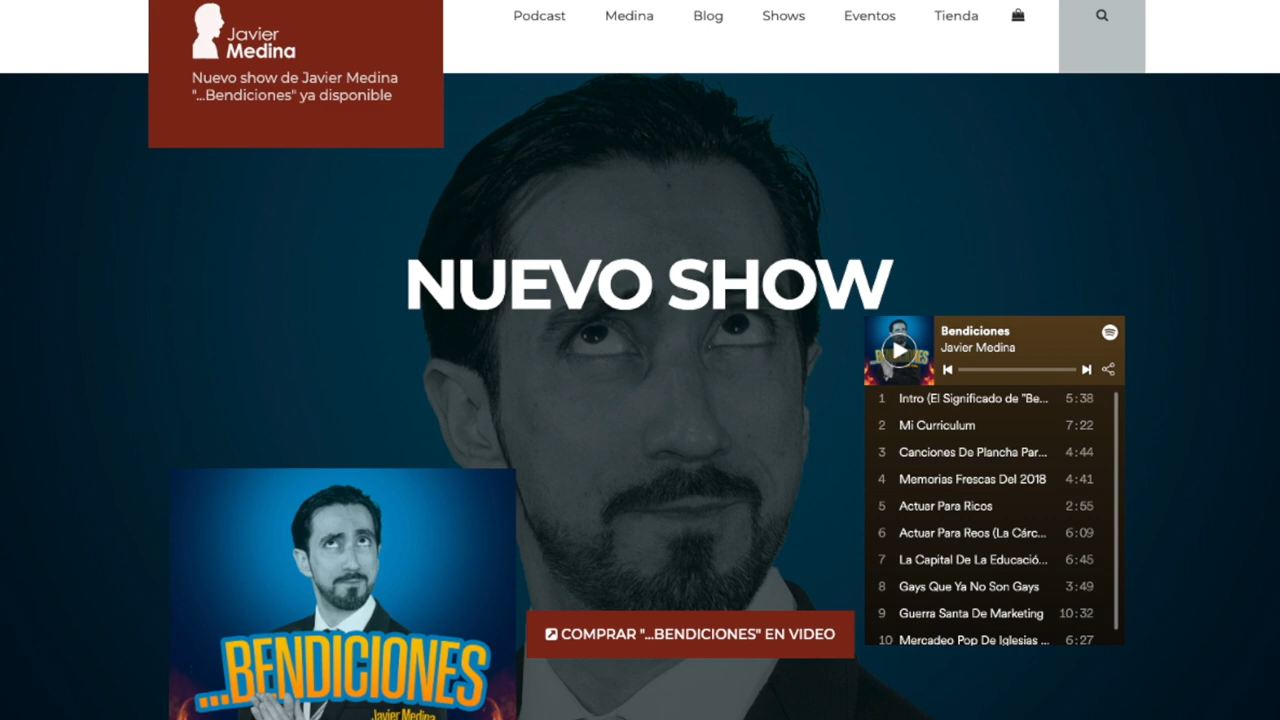 Javier
Medina
Nuevo show de Javier Medina
"...Bendiciones" ya disponible
Podcast
Medina
Blog
Shows
Eventos
Tienda
NUEVO SHOW
Bendiciones
Javier Medina
1 Intro (El Significado de "Be... 5:38
2 Mi Curriculum 7:22
3 Canciones De Plancha Par... 4:44
4 Memorias Frescas Del 2018 4:41
5 Actuar Para Ricos 2:55
6 Actuar Para Reos (La Cárc... 6:09
7 La Capital De La Educació... 6:45
8 Gays Que Ya No Son Gays 3:49
9 Guerra Santa De Marketing 10:32
10 Mercadeo Pop De Iglesias ... 6:27
...BENDICIONES
Javier Medina
COMPRAR "...BENDICIONES" EN VIDEO